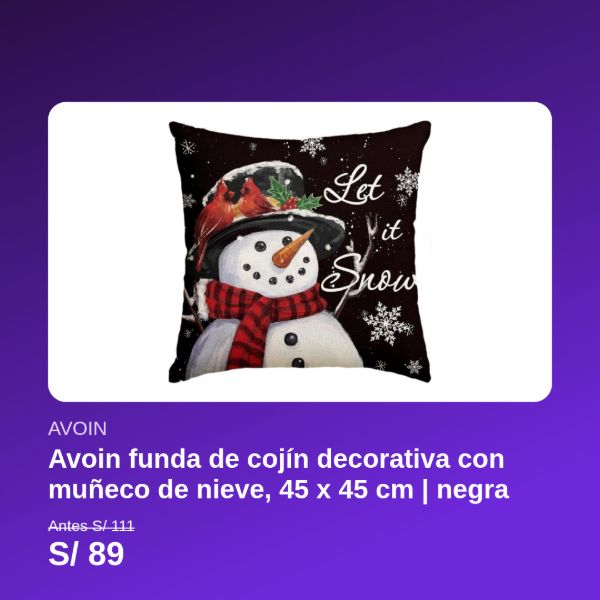 Let
it
Snow
AVOIN
Avoin funda de cojín decorativa con
muñeco de nieve, 45 x 45 cm | negra
Antes S/ 111
S/ 89